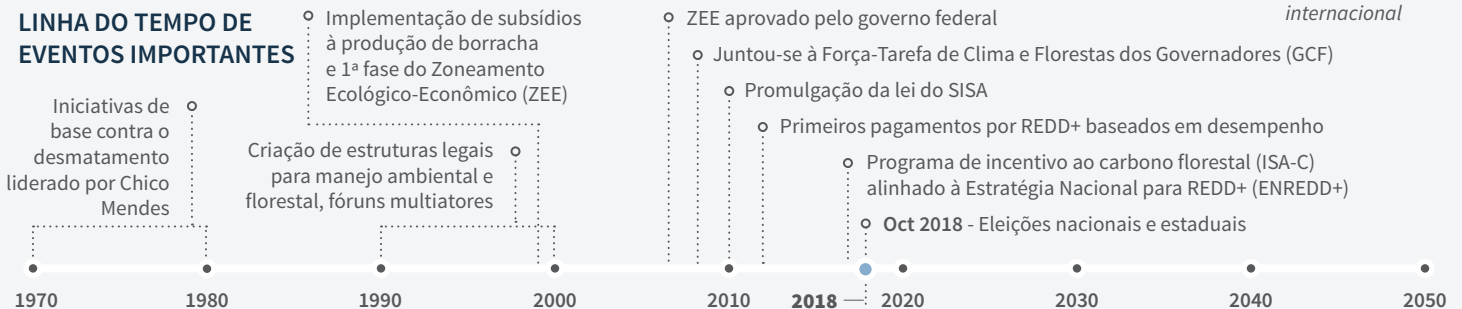 LINHA DO TEMPO DE
EVENTOS IMPORTANTES
Iniciativas de
base contra o
desmatamento
liderado por Chico
Mendes
Implementação de subsídios
à produção de borracha
e 1ª fase do Zoneamento
Ecológico-Econômico (ZEE)
Criação de estruturas legais
para manejo ambiental e
florestal, fóruns multiatores
internacional
ZEE aprovado pelo governo federal
Juntou-se à Força-Tarefa de Clima e Florestas dos Governadores (GCF)
Promulgação da lei do SISA
Primeiros pagamentos por REDD+ baseados em desempenho
Programa de incentivo ao carbono florestal (ISA-C)
alinhado à Estratégia Nacional para REDD+ (ENREDD+)
Oct 2018 - Eleições nacionais e estaduais
1970 1980 1990 2000 2010 2018 2020 2030 2040 2050